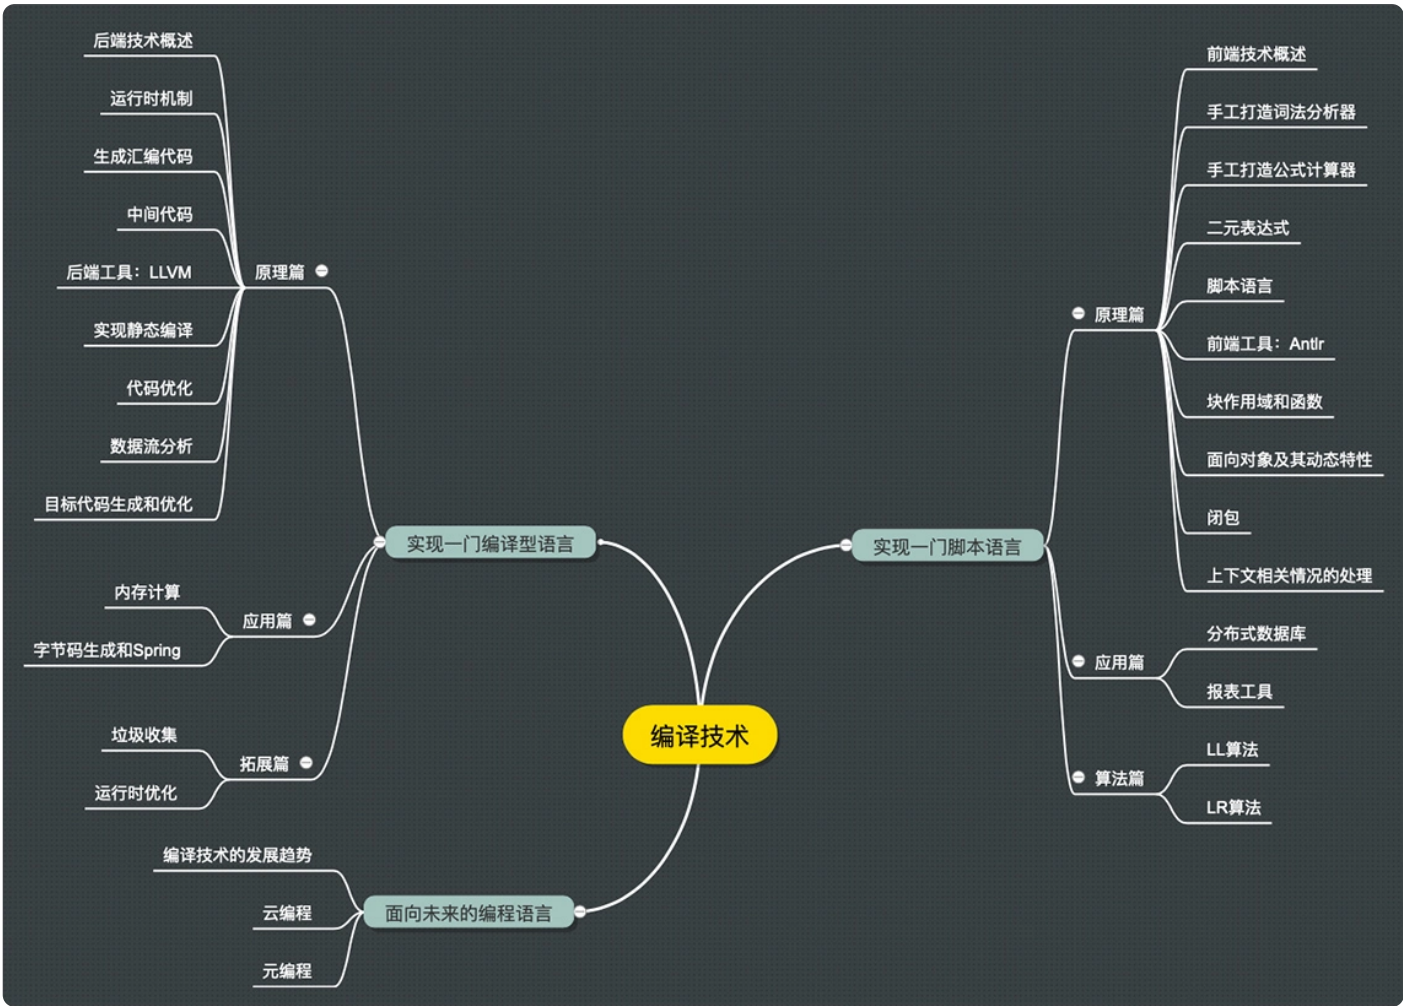 编译技术
实现一门脚本语言
原理篇
前端技术概述
手工打造词法分析器
手工打造公式计算器
二元表达式
脚本语言
前端工具：Antlr
块作用域和函数
面向对象及其动态特性
闭包
上下文相关情况的处理
应用篇
分布式数据库
报表工具
算法篇
LL算法
LR算法
实现一门编译型语言
原理篇
后端技术概述
运行时机制
生成汇编代码
中间代码
后端工具：LLVM
实现静态编译
代码优化
数据流分析
目标代码生成和优化
应用篇
内存计算
字节码生成和Spring
拓展篇
垃圾收集
运行时优化
面向未来的编程语言
编译技术的发展趋势
云编程
元编程